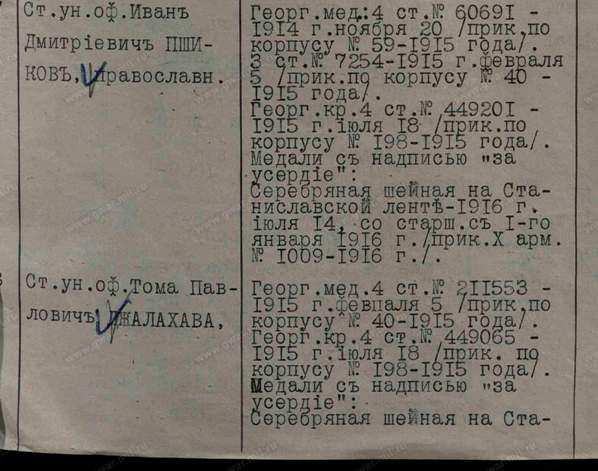 Ст.ун.оф.Иванъ
Дмитріевичъ ПШИ-
КОВЪ, православн.
Георг.мед.:4 ст.№ 60691 -
1914 г.ноября 20 /прик.по
корпусу № 59-1915 года/.
3 ст.№ 7254-1915 г.февраля
5 /прик.по корпусу № 40 -
1915 года/.
Георг.кр.4 ст.№ 449201 -
1915 г.іюля 18 /прик.по
корпусу № 198-1915 года/.
Медали съ надписью "за
усердіе":
Серебряная шейная на Ста-
ниславской лентѣ-1916 г.
іюля 14, со старш.съ 1-го
января 1916 г./прик.X арм.
№ 1009-1916 г./.
Ст.ун.оф.Тома Пав-
ловичъ ДЖАЛАХАВА,
Георг.мед.4 ст.№ 211553 -
1915 г.февпаля 5 /прик.по
корпусу № 40-1915 года/.
Георг.кр.4 ст.№ 449065 -
1915 г.іюля 18 /прик. по
корпусу № 198-1915 года/.
Медали съ надписью "за
усердіе":
Серебряная шейная на Ста-